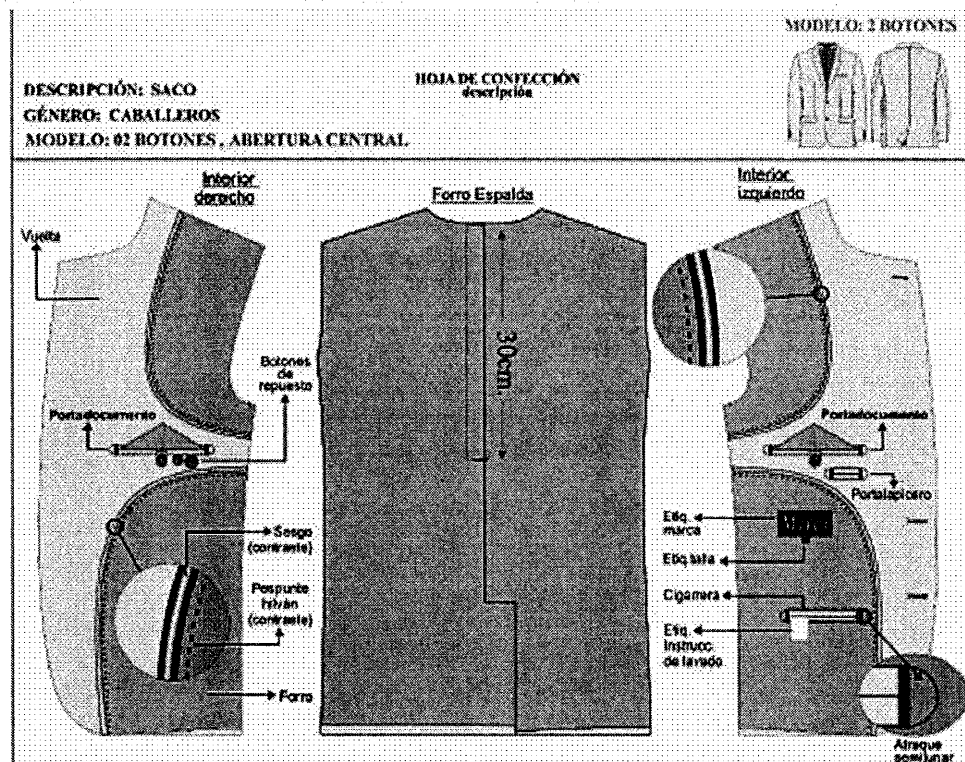 MODELO: 2 BOTONES
HOJA DE CONFECCIÓN
descripción
DESCRIPCIÓN: SACO
GÉNERO: CABALLEROS
MODELO: 02 BOTONES , ABERTURA CENTRAL
Interior
derecho
Forro Espalda
Interior
izquierdo
Vuelta
30cm.
Botones
de
repuesto
Portadocumento
Portadocumento
Portalapicero
Etiq.
marca
Marca
Etiq talla
Sesgo
(contraste)
Pespunte
hilván
(contraste)
Cigarrera
Etiq.
Instrucc.
de lavado
Forro
Atraque
semilunar